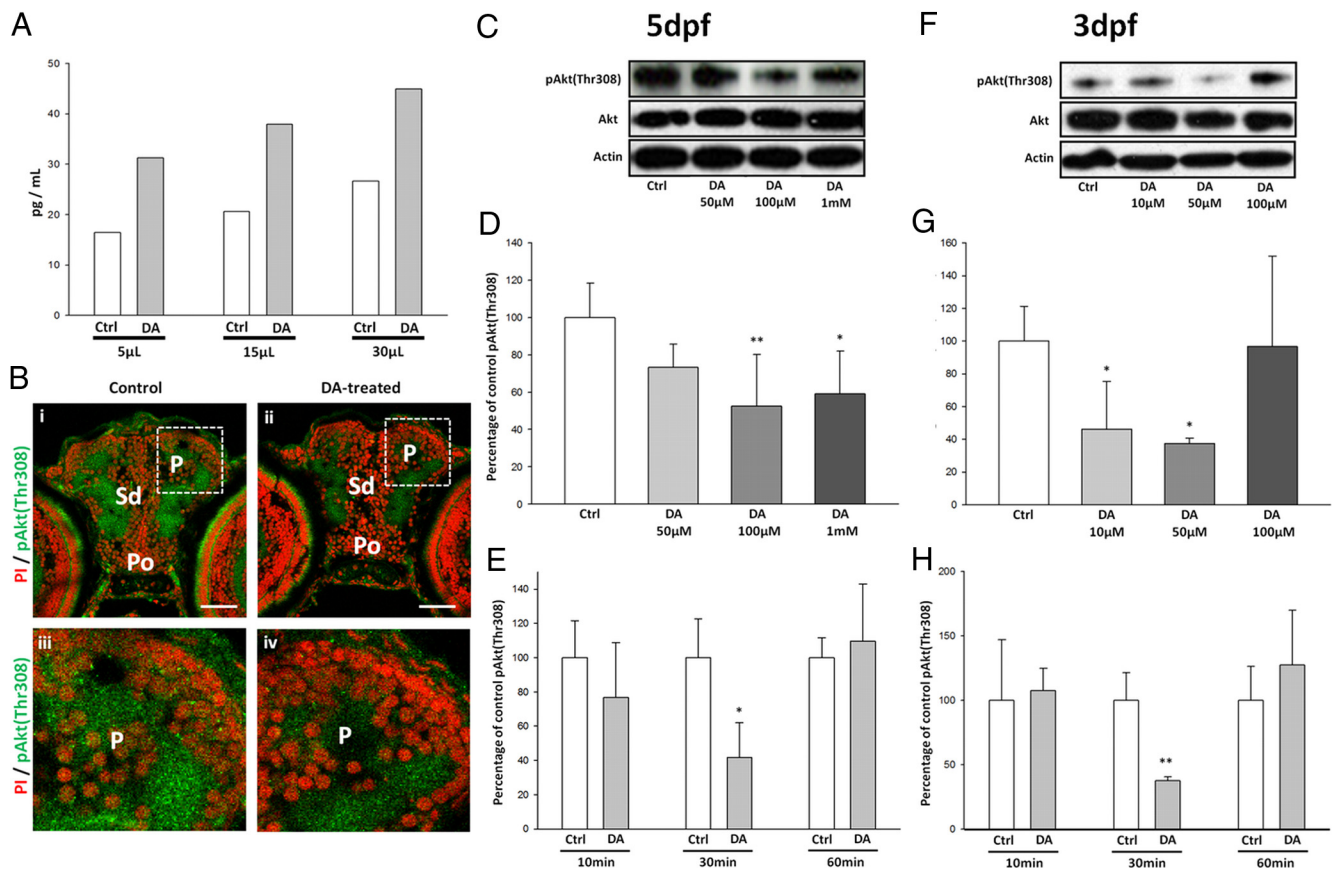 A
50
40
30
20
10
0
pg / mL
Ctrl DA Ctrl DA Ctrl DA
5µL 15µL 30µL
B
Control DA-treated
PI / pAkt(Thr308)
i
P
Sd
Po
ii
P
Sd
Po
PI / pAkt(Thr308)
iii
P
iv
P
C
5dpf
pAkt(Thr308)
Akt
Actin
Ctrl DA DA DA
50µM 100µM 1mM
D
Percentage of control pAkt(Thr308)
140
120
100
80
60
40
20
0
** *
Ctrl DA DA DA
50µM 100µM 1mM
E
Percentage of control pAkt(Thr308)
140
120
100
80
60
40
20
0
*
Ctrl DA Ctrl DA Ctrl DA
10min 30min 60min
F
3dpf
pAkt(Thr308)
Akt
Actin
Ctrl DA DA DA
10µM 50µM 100µM
G
160
140
120
100
80
60
40
20
0
* *
Ctrl DA DA DA
10µM 50µM 100µM
H
Percentage of control pAkt(Thr308)
200
150
100
50
0
**
Ctrl DA Ctrl DA Ctrl DA
10min 30min 60min